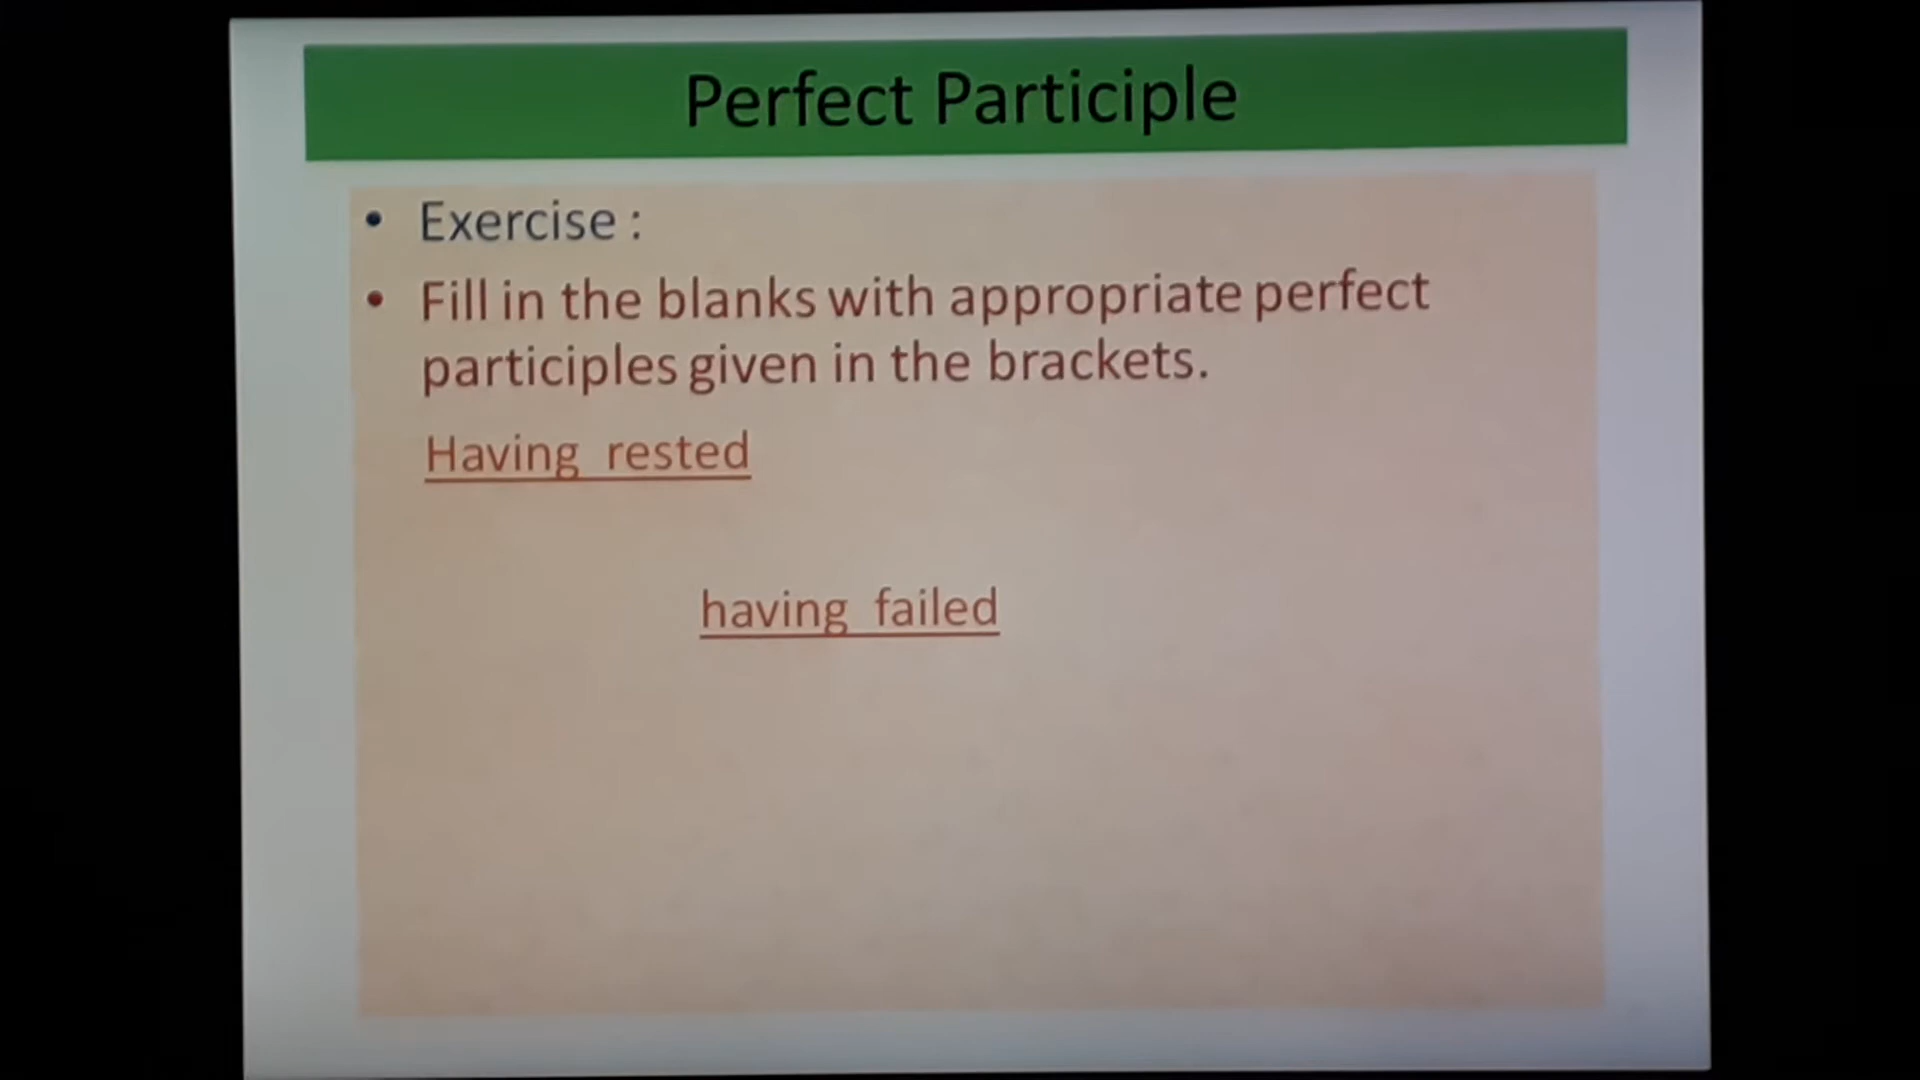 Perfect Participle
• Exercise :
• Fill in the blanks with appropriate perfect
participles given in the brackets.
Having rested
having failed